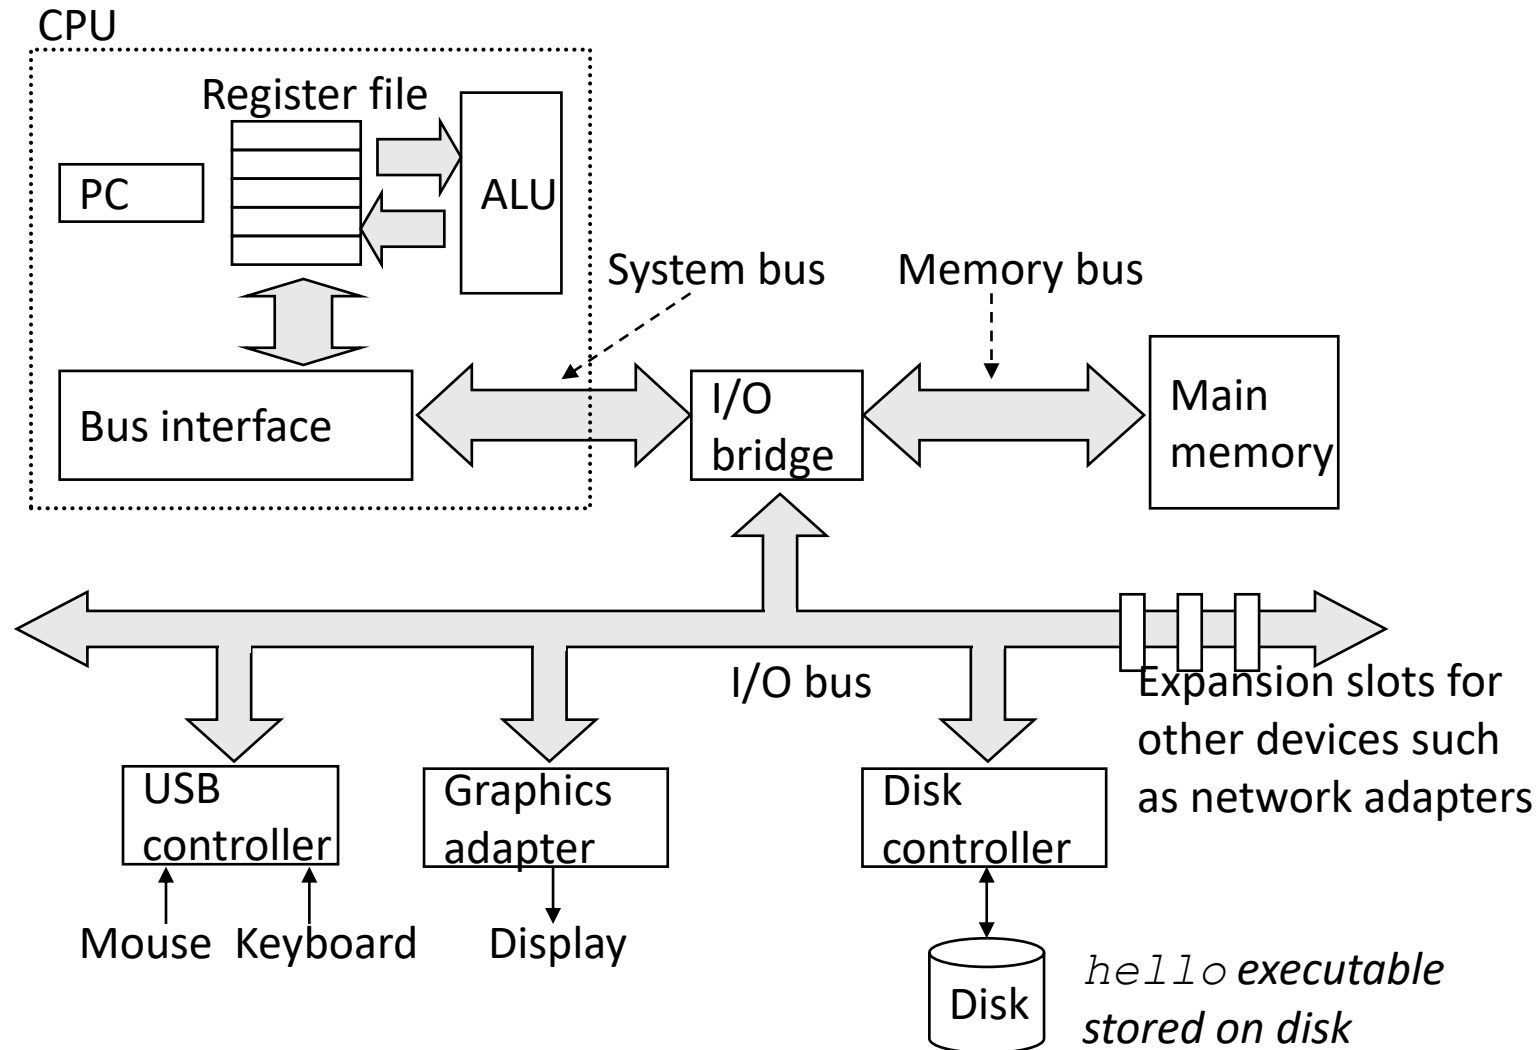 CPU
Register file
PC
ALU
System bus
Memory bus
Bus interface
I/O
bridge
Main
memory
I/O bus
Expansion slots for
other devices such
as network adapters
USB
controller
Graphics
adapter
Disk
controller
Mouse
Keyboard
Display
Disk
hello executable
stored on disk